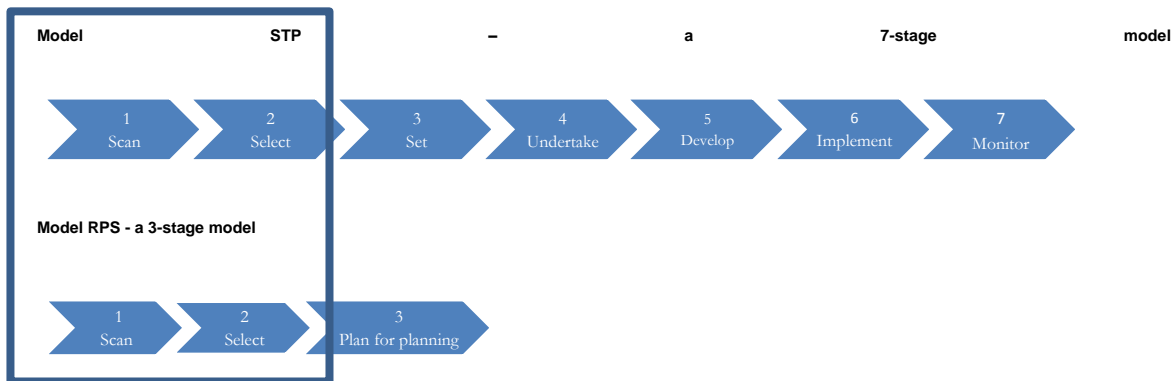 Model STP – a 7-stage model
1 2 3 4 5 6 7
Scan Select Set Undertake Develop Implement Monitor
Model RPS - a 3-stage model
1 2 3
Scan Select Plan for planning